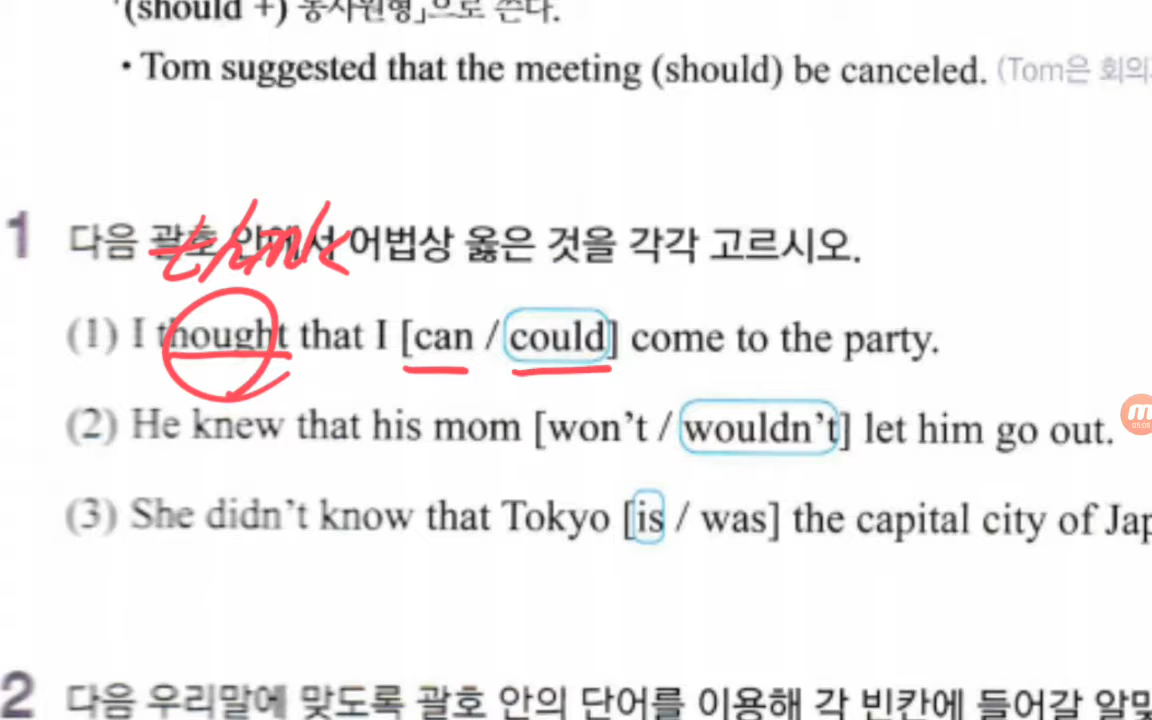 (should +) 동사원형」으로 쓴다.
• Tom suggested that the meeting (should) be canceled. (Tom은 회의
1 다음 괄호 안에서 어법상 옳은 것을 각각 고르시오.
think
(1) I thought that I [can / could] come to the party.
(2) He knew that his mom [won't / wouldn't] let him go out.
(3) She didn't know that Tokyo [is / was] the capital city of Jap
2 다음 우리말에 맞도록 괄호 안의 단어를 이용해 각 빈칸에 들어갈 알맞